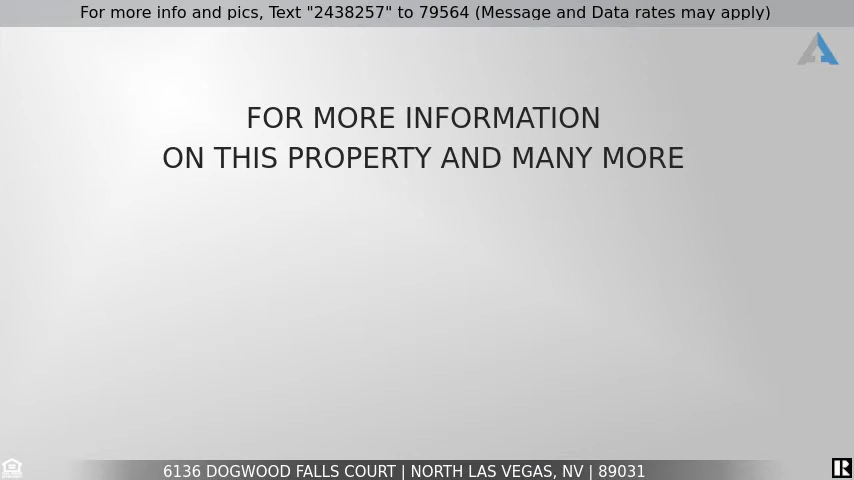 For more info and pics, Text "2438257" to 79564 (Message and Data rates may apply)
FOR MORE INFORMATION
ON THIS PROPERTY AND MANY MORE
6136 DOGWOOD FALLS COURT | NORTH LAS VEGAS, NV | 89031